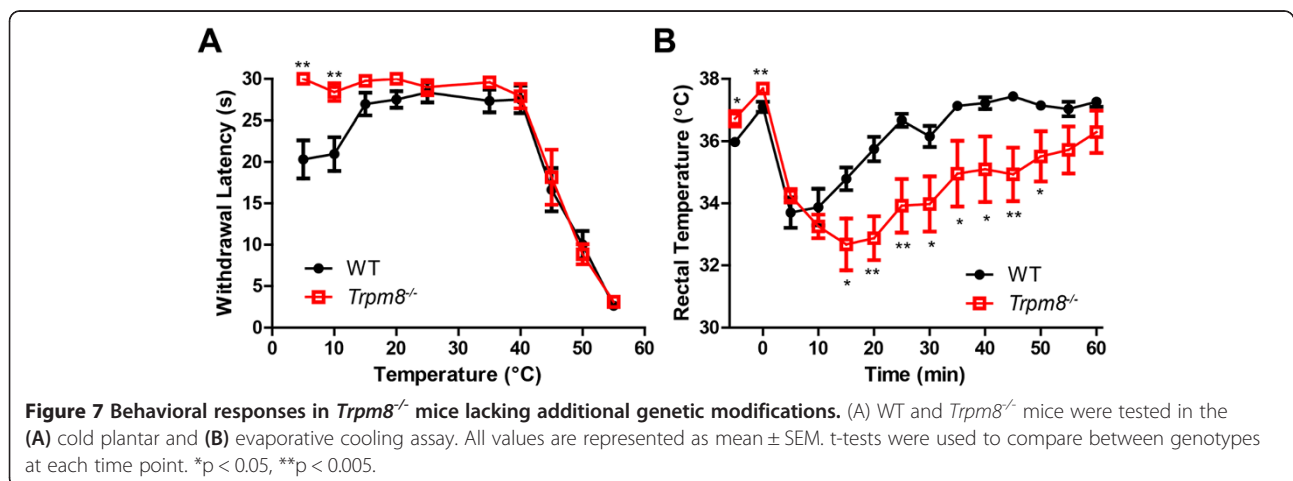 A
B
Withdrawal Latency (s)
30
25
20
15
10
5
0
** **
WT
Trpm8-/-
0 10 20 30 40 50 60
Temperature (°C)
Rectal Temperature (°C)
38
36
34
32
30
* **
* ** ** * * * ** *
WT
Trpm8-/-
0 10 20 30 40 50 60
Time (min)
Figure 7 Behavioral responses in Trpm8-/- mice lacking additional genetic modifications. (A) WT and Trpm8-/- mice were tested in the
(A) cold plantar and (B) evaporative cooling assay. All values are represented as mean ± SEM. t-tests were used to compare between genotypes
at each time point. *p < 0.05, **p < 0.005.